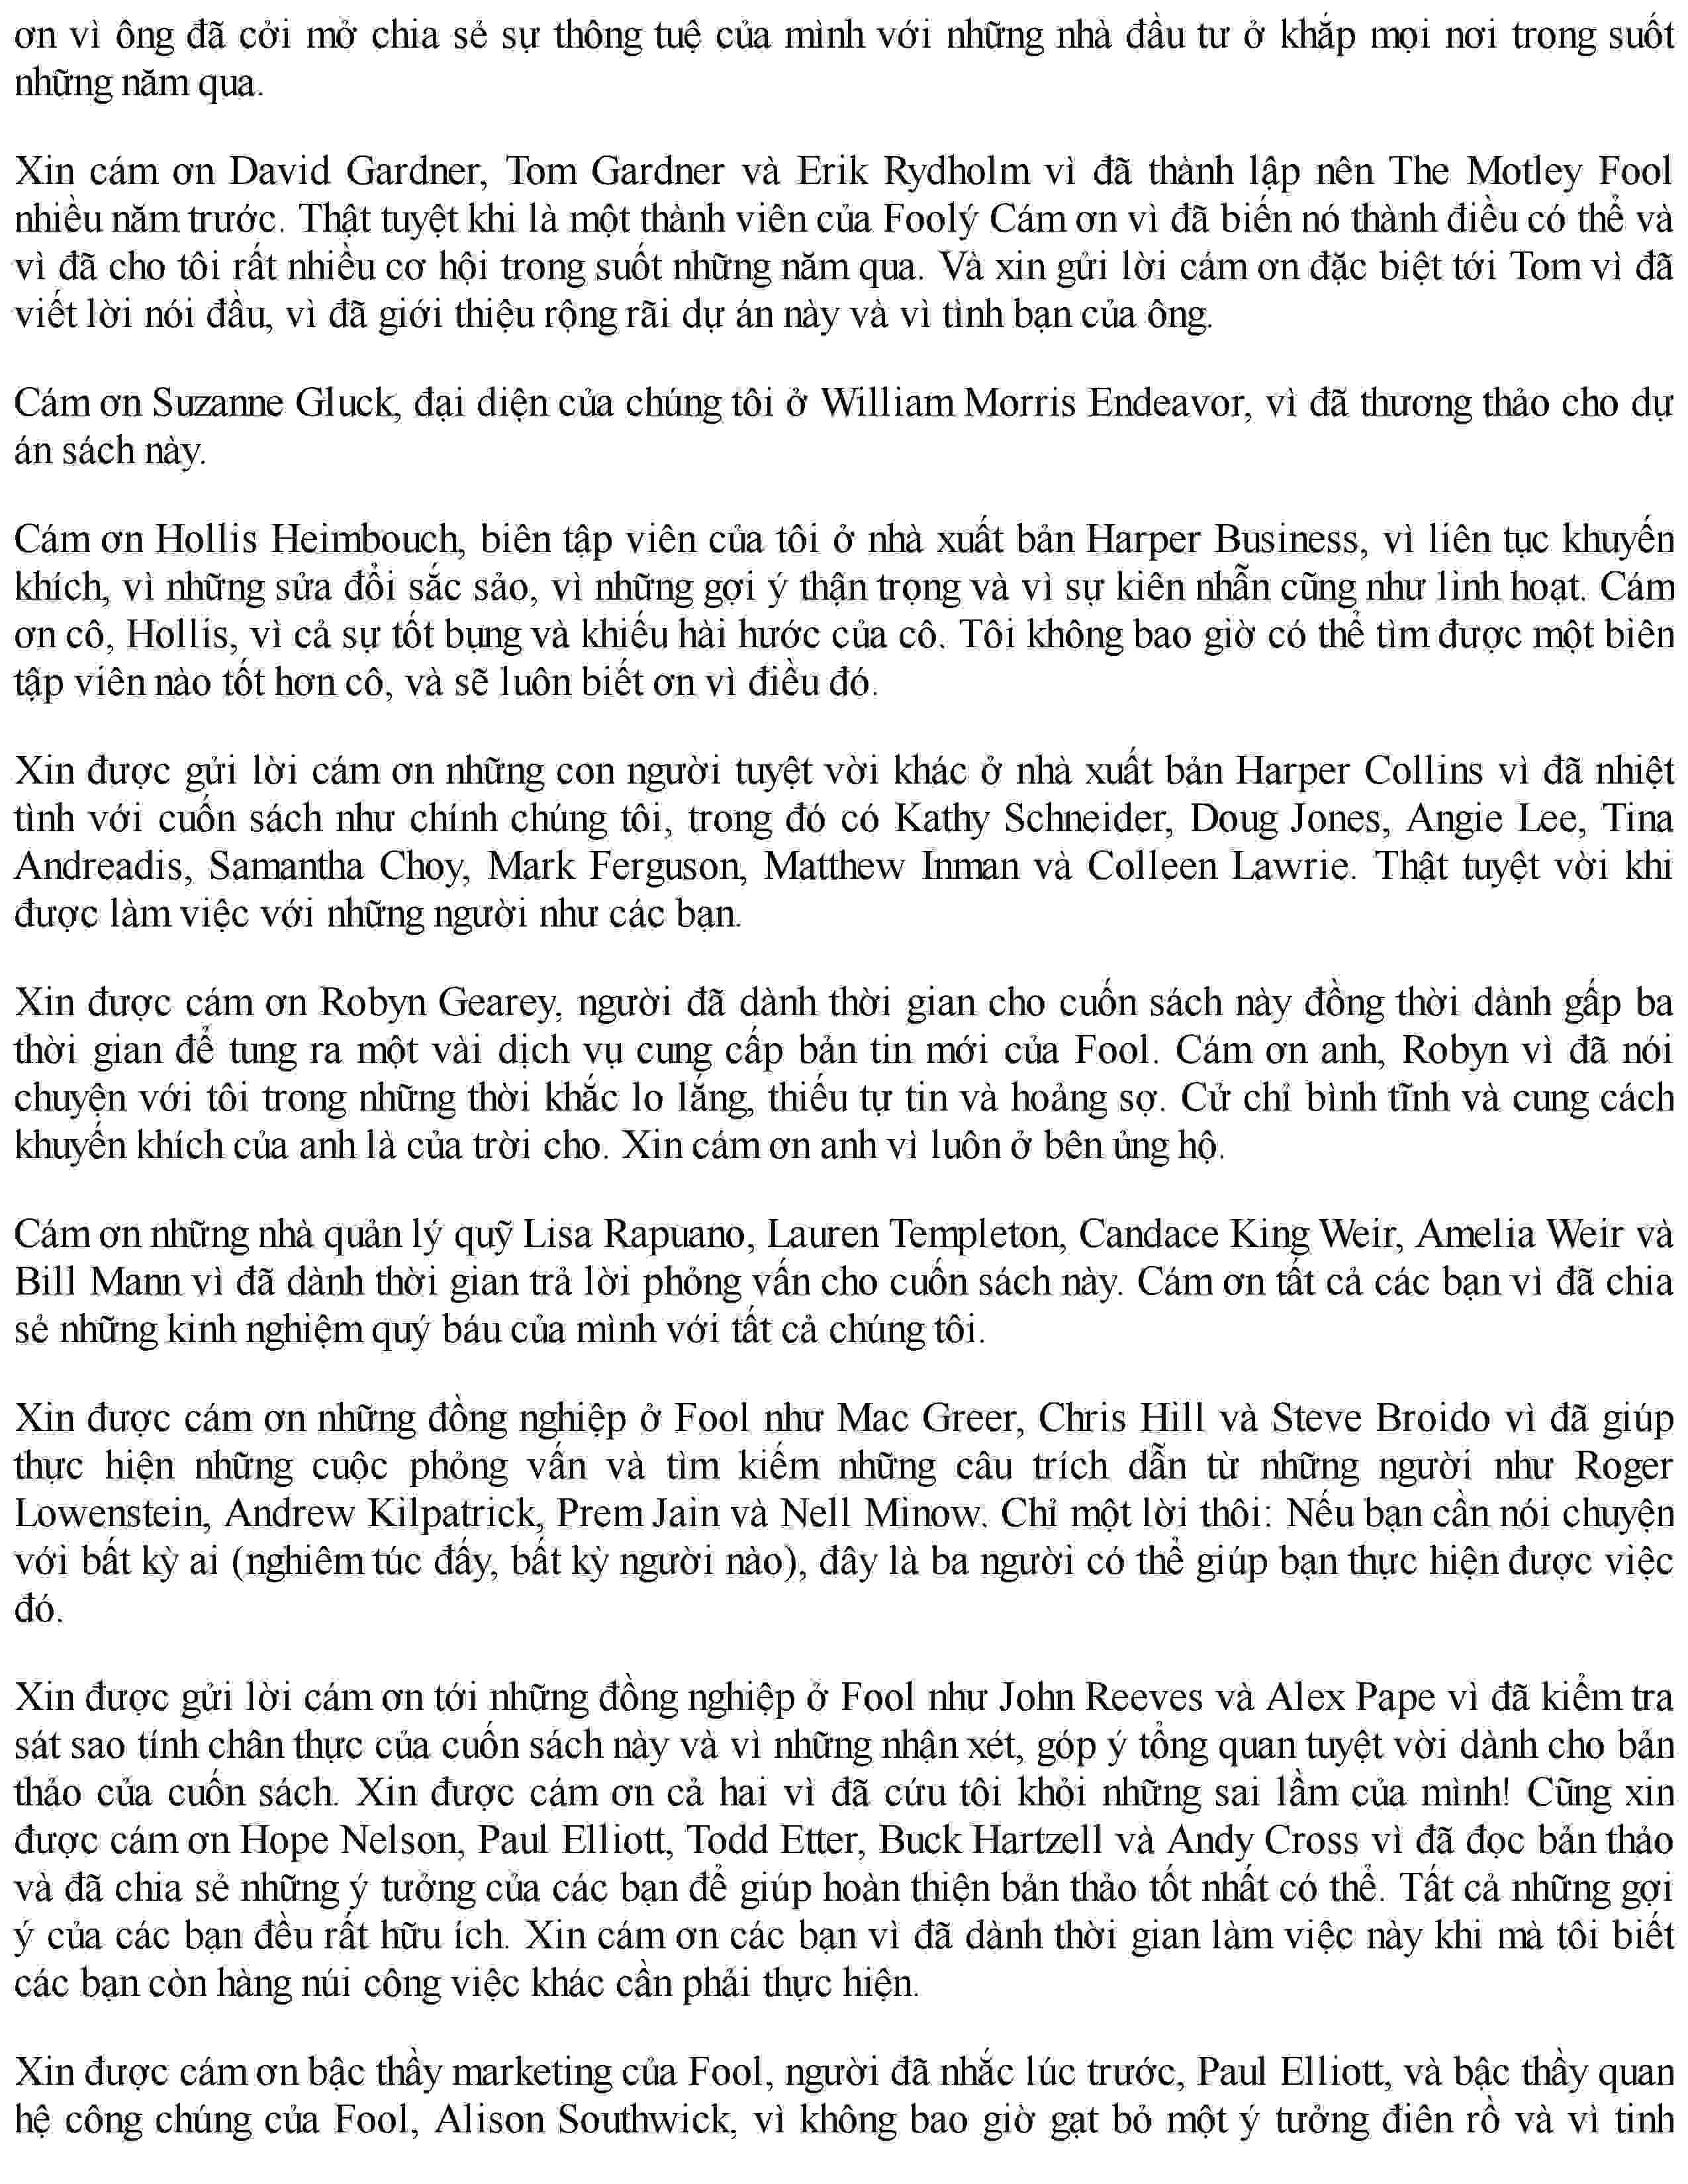 ơn vì ông đã cởi mở chia sẻ sự thông tuệ của mình với những nhà đầu tư ở khắp mọi nơi trong suốt
những năm qua.
Xin cám ơn David Gardner, Tom Gardner và Erik Rydholm vì đã thành lập nên The Motley Fool
nhiều năm trước. Thật tuyệt khi là một thành viên của Foolý Cám ơn vì đã biến nó thành điều có thể và
vì đã cho tôi rất nhiều cơ hội trong suốt những năm qua. Và xin gửi lời cám ơn đặc biệt tới Tom vì đã
viết lời nói đầu, vì đã giới thiệu rộng rãi dự án này và vì tình bạn của ông.
Cám ơn Suzanne Gluck, đại diện của chúng tôi ở William Morris Endeavor, vì đã thương thảo cho dự
án sách này.
Cám ơn Hollis Heimbouch, biên tập viên của tôi ở nhà xuất bản Harper Business, vì liên tục khuyến
khích, vì những sửa đổi sắc sảo, vì những gợi ý thận trọng và vì sự kiên nhẫn cũng như linh hoạt. Cám
ơn cô, Hollis, vì cả sự tốt bụng và khiếu hài hước của cô. Tôi không bao giờ có thể tìm được một biên
tập viên nào tốt hơn cô, và sẽ luôn biết ơn vì điều đó.
Xin được gửi lời cám ơn những con người tuyệt vời khác ở nhà xuất bản Harper Collins vì đã nhiệt
tình với cuốn sách như chính chúng tôi, trong đó có Kathy Schneider, Doug Jones, Angie Lee, Tina
Andreadis, Samantha Choy, Mark Ferguson, Matthew Inman và Colleen Lawrie. Thật tuyệt vời khi
được làm việc với những người như các bạn.
Xin được cám ơn Robyn Gearey, người đã dành thời gian cho cuốn sách này đồng thời dành gấp ba
thời gian để tung ra một vài dịch vụ cung cấp bản tin mới của Fool. Cám ơn anh, Robyn vì đã nói
chuyện với tôi trong những thời khắc lo lắng, thiếu tự tin và hoảng sợ. Cử chỉ bình tĩnh và cung cách
khuyến khích của anh là của trời cho. Xin cám ơn anh vì luôn ở bên ủng hộ.
Cám ơn những nhà quản lý quỹ Lisa Rapuano, Lauren Templeton, Candace King Weir, Amelia Weir và
Bill Mann vì đã dành thời gian trả lời phỏng vấn cho cuốn sách này. Cám ơn tất cả các bạn vì đã chia
sẻ những kinh nghiệm quý báu của mình với tất cả chúng tôi.
Xin được cám ơn những đồng nghiệp ở Fool như Mac Greer, Chris Hill và Steve Broido vì đã giúp
thực hiện những cuộc phỏng vấn và tìm kiếm những câu trích dẫn từ những người như Roger
Lowenstein, Andrew Kilpatrick, Prem Jain và Nell Minow. Chỉ một lời thôi: Nếu bạn cần nói chuyện
với bất kỳ ai (nghiêm túc đấy, bất kỳ người nào), đây là ba người có thể giúp bạn thực hiện được việc
đó.
Xin được gửi lời cám ơn tới những đồng nghiệp ở Fool như John Reeves và Alex Pape vì đã kiểm tra
sát sao tính chân thực của cuốn sách này và vì những nhận xét, góp ý tổng quan tuyệt vời dành cho bản
thảo của cuốn sách. Xin được cám ơn cả hai vì đã cứu tôi khỏi những sai lầm của mình! Cũng xin
được cám ơn Hope Nelson, Paul Elliott, Todd Etter, Buck Hartzell và Andy Cross vì đã đọc bản thảo
và đã chia sẻ những ý tưởng của các bạn để giúp hoàn thiện bản thảo tốt nhất có thể. Tất cả những gợi
ý của các bạn đều rất hữu ích. Xin cám ơn các bạn vì đã dành thời gian làm việc này khi mà tôi biết
các bạn còn hàng núi công việc khác cần phải thực hiện.
Xin được cám ơn bậc thầy marketing của Fool, người đã nhắc lúc trước, Paul Elliott, và bậc thầy quan
hệ công chúng của Fool, Alison Southwick, vì không bao giờ gạt bỏ một ý tưởng điên rồ và vì tinh